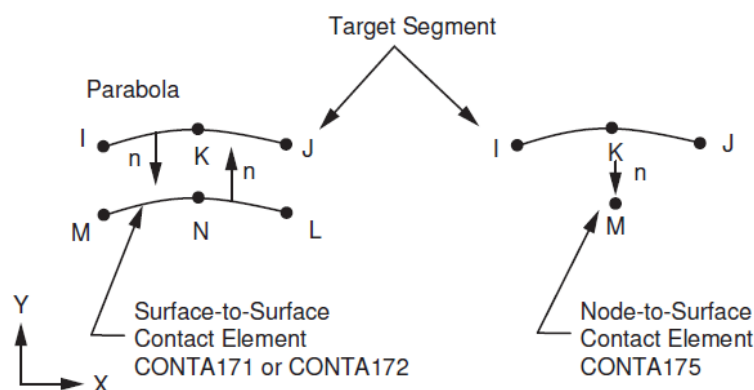 Target Segment
Parabola
I
K
J
n
n
M
N
L
I
K
J
n
M
Y
X
Surface-to-Surface
Contact Element
CONTA171 or CONTA172
Node-to-Surface
Contact Element
CONTA175